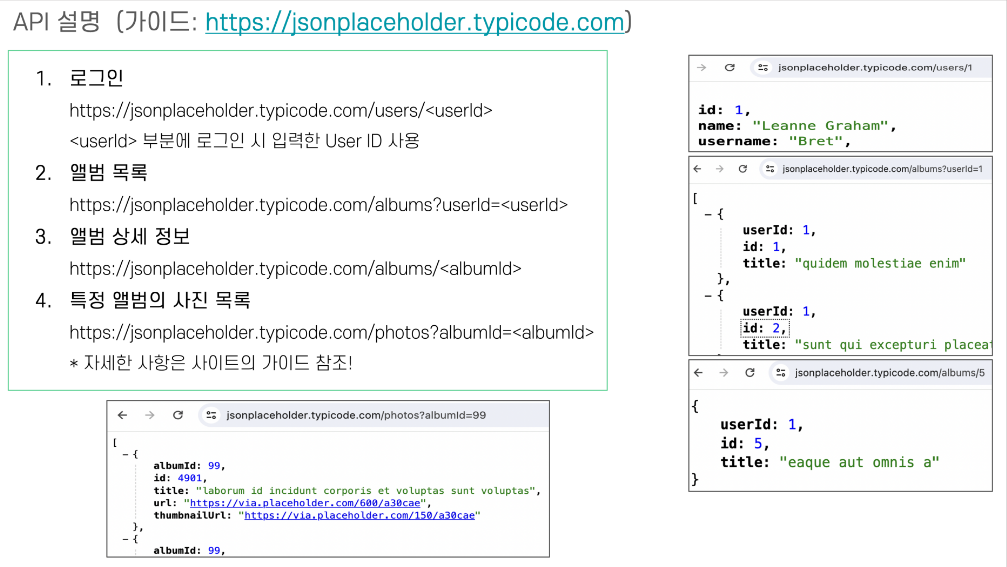 API 설명 (가이드: https://jsonplaceholder.typicode.com)
1. 로그인
https://jsonplaceholder.typicode.com/users/<userId>
<userId> 부분에 로그인 시 입력한 User ID 사용
2. 앨범 목록
https://jsonplaceholder.typicode.com/albums?userId=<userId>
3. 앨범 상세 정보
https://jsonplaceholder.typicode.com/albums/<albumId>
4. 특정 앨범의 사진 목록
https://jsonplaceholder.typicode.com/photos?albumId=<albumId>
* 자세한 사항은 사이트의 가이드 참조!
jsonplaceholder.typicode.com/users/1
id: 1,
name: "Leanne Graham",
username: "Bret",
jsonplaceholder.typicode.com/albums?userId=1
[
– {
userId: 1,
id: 1,
title: "quidem molestiae enim"
},
– {
userId: 1,
id: 2,
title: "sunt qui excepturi placeat
jsonplaceholder.typicode.com/albums/5
{
userId: 1,
id: 5,
title: "eaque aut omnis a"
}
jsonplaceholder.typicode.com/photos?albumId=99
[
– {
albumId: 99,
id: 4901,
title: "laborum id incidunt corporis et voluptas sunt voluptas",
url: "https://via.placeholder.com/600/a30cae",
thumbnailUrl: "https://via.placeholder.com/150/a30cae"
},
– {
albumId: 99,